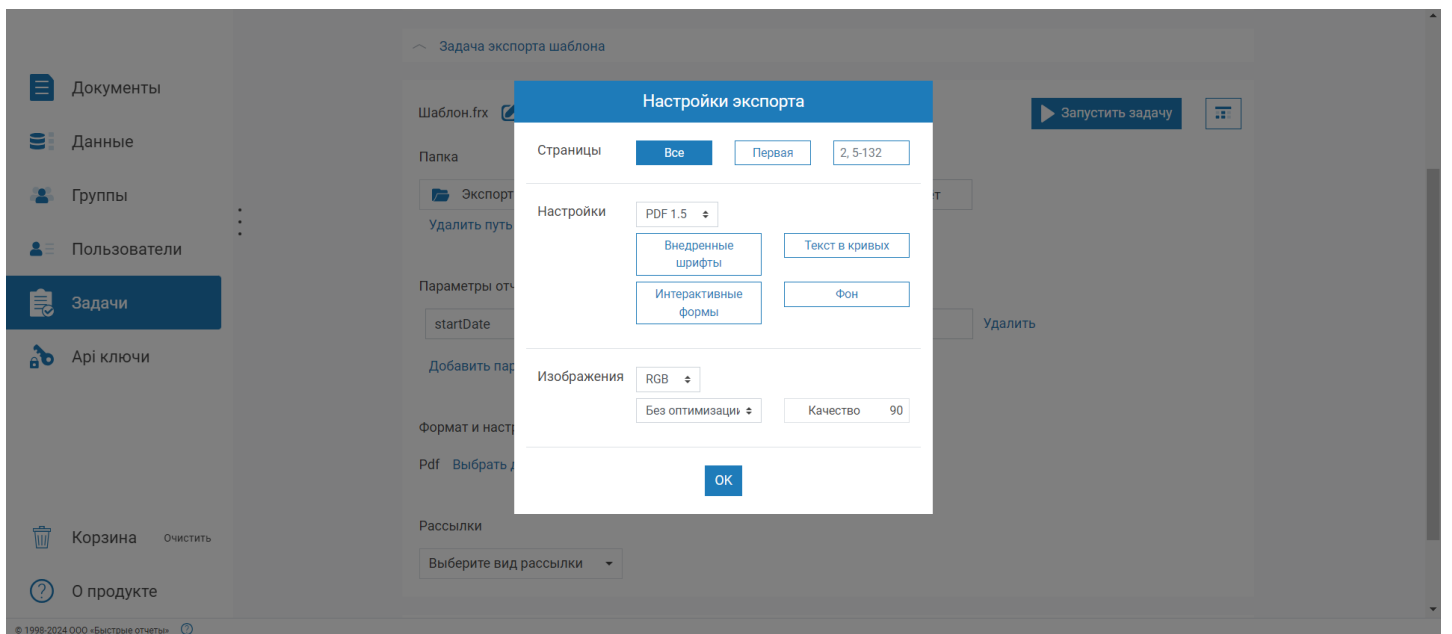 Задача экспорта шаблона
Документы
Данные
Группы
Пользователи
Задачи
Api ключи
Корзина Очистить
О продукте
© 1998-2024 ООО «Быстрые отчеты»
Шаблон.frx
Запустить задачу
Папка
Экспорт
Удалить путь
startDate
Удалить
Pdf Выбрать
Рассылки
Выберите вид рассылки
Настройки экспорта
Страницы Все Первая 2, 5-132
Настройки PDF 1.5
Внедренные
шрифты
Текст в кривых
Интерактивные
формы
Фон
Изображения RGB
Без оптимизаци
Качество 90
OK
Параметры
Добавить
Формат и